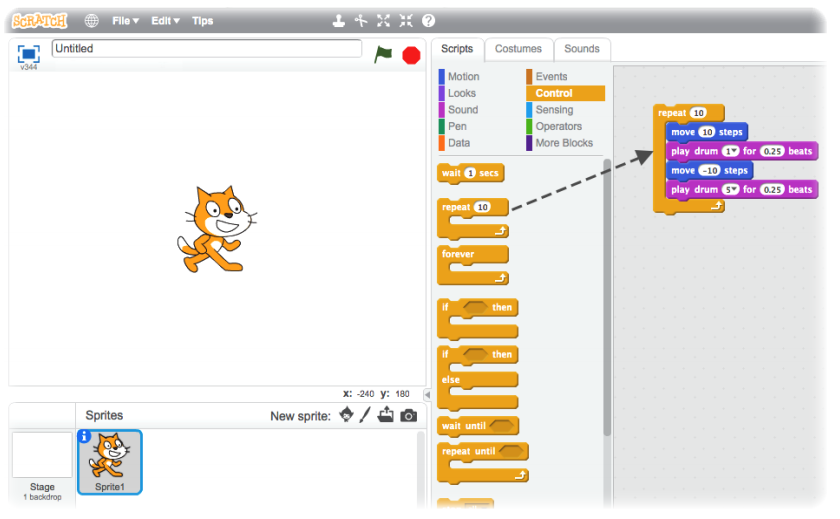 SCRATCH File Edit Tips
Untitled
v344
Scripts Costumes Sounds
Motion Events
Looks Control
Sound Sensing
Pen Operators
Data More Blocks
wait 1 secs
repeat 10
forever
if then
if then
else
wait until
repeat until
repeat 10
move 10 steps
play drum 1 for 0.25 beats
move -10 steps
play drum 5 for 0.25 beats
X: -240 Y: 180
Sprites New sprite:
Stage
1 backdrop
i
Sprite1